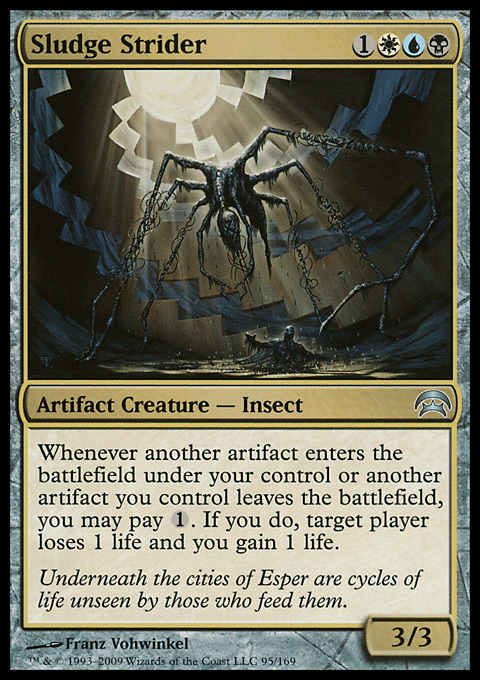 Sludge Strider 1
Artifact Creature — Insect
Whenever another artifact enters the
battlefield under your control or another
artifact you control leaves the battlefield,
you may pay 1. If you do, target player
loses 1 life and you gain 1 life.
Underneath the cities of Esper are cycles of
life unseen by those who feed them.
Franz Vohwinkel
3/3
™ & © 1993–2009 Wizards of the Coast LLC 95/169